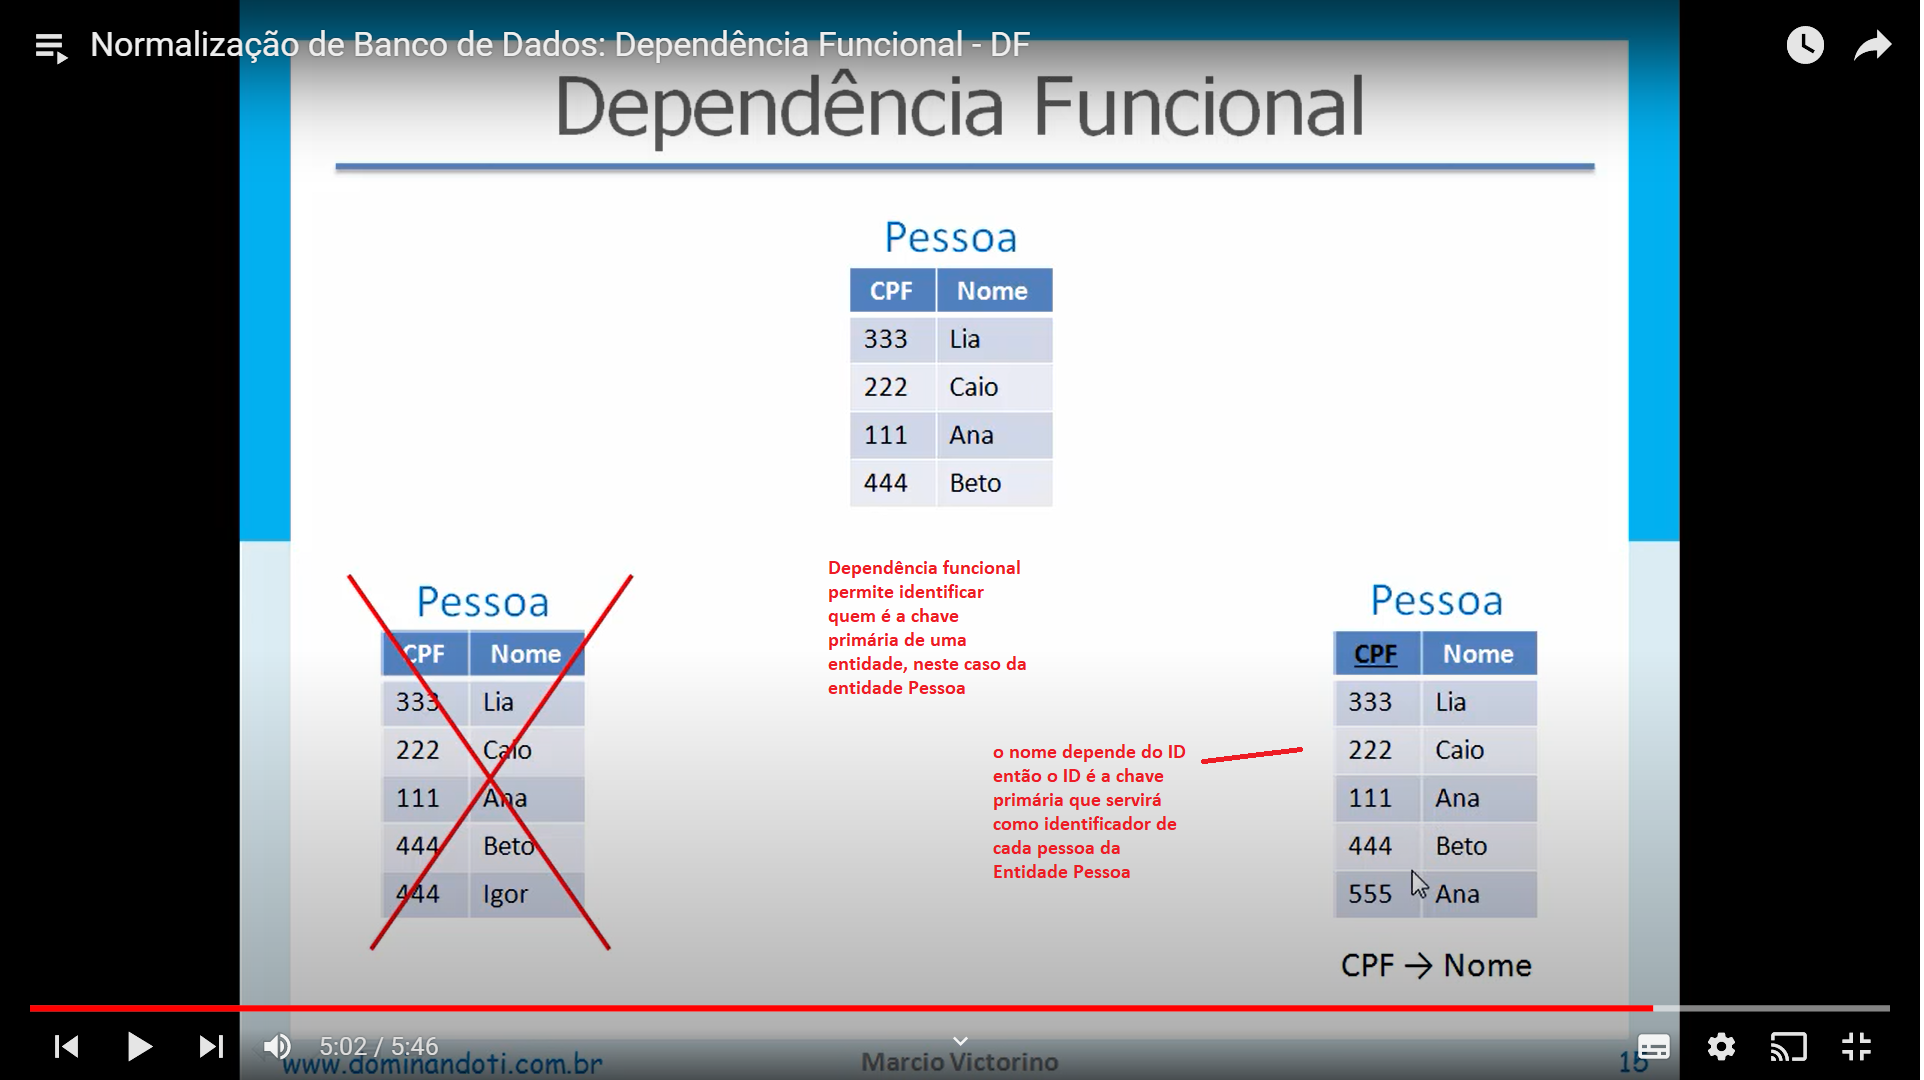 Normalização de Banco de Dados: Dependência Funcional - DF
Dependência Funcional
Pessoa
CPF Nome
333 Lia
222 Caio
111 Ana
444 Beto
Pessoa
CPF Nome
333 Lia
222 Caio
111 Ana
444 Beto
444 Igor
Dependência funcional
permite identificar
quem é a chave
primária de uma
entidade, neste caso da
entidade Pessoa
o nome depende do ID
então o ID é a chave
primária que servirá
como identificador de
cada pessoa da
Entidade Pessoa
Pessoa
CPF Nome
333 Lia
222 Caio
111 Ana
444 Beto
555 Ana
CPF → Nome
5:02 / 5:46
www.dominandoti.com.br
Marcio Victorino
15